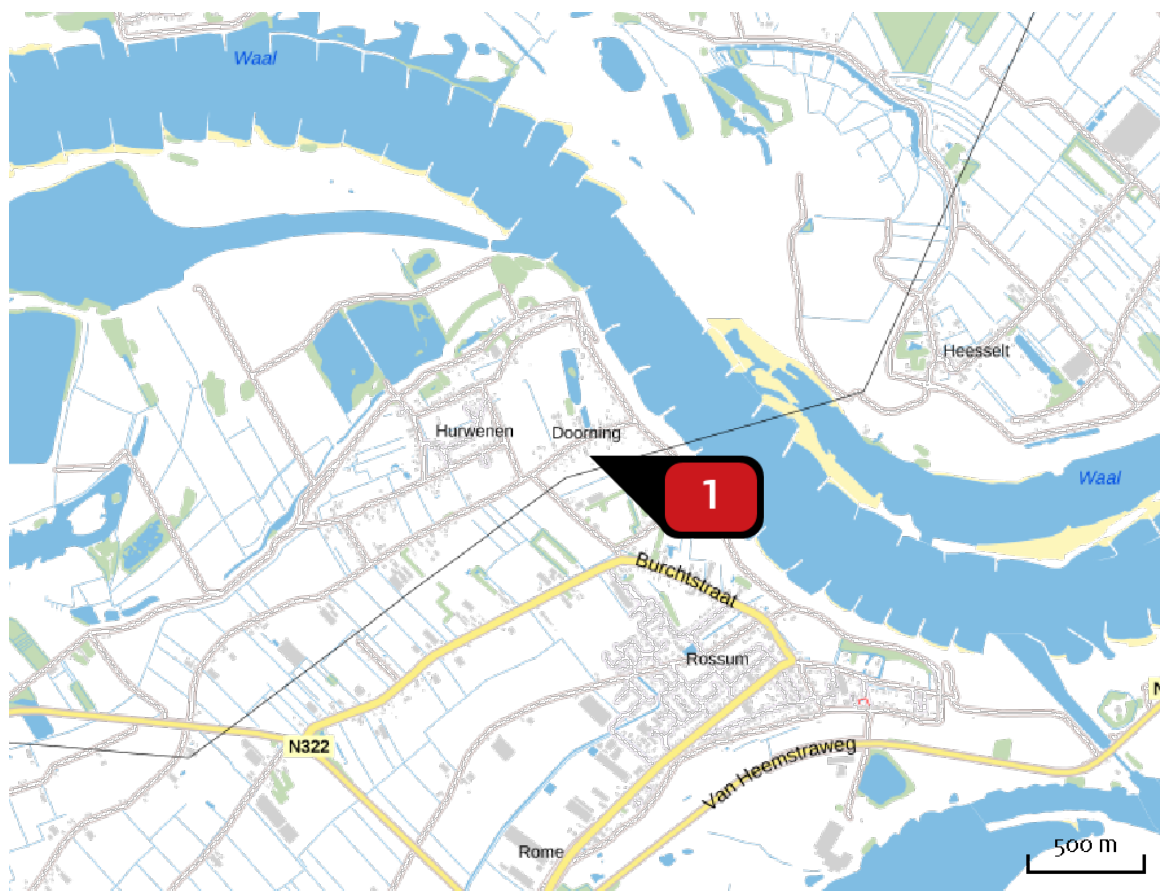 Waal
Heesselt
Hurwenen
Doorning
Waal
1
Burchtstraat
Rossum
N
N322
Van Heemstraweg
Rome
500 m